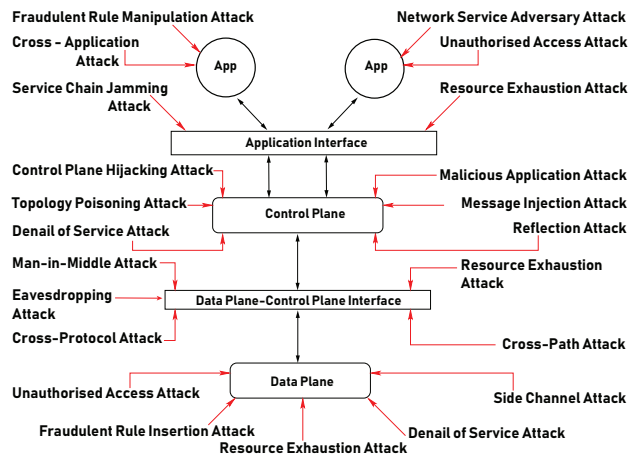 Fraudulent Rule Manipulation Attack
Network Service Adversary Attack
Cross - Application
Attack
App
App
Unauthorised Access Attack
Service Chain Jamming
Attack
Resource Exhaustion Attack
Application Interface
Control Plane Hijacking Attack
Malicious Application Attack
Topology Poisoning Attack
Control Plane
Message Injection Attack
Denail of Service Attack
Reflection Attack
Man-in-Middle Attack
Resource Exhaustion
Attack
Eavesdropping
Attack
Data Plane-Control Plane Interface
Cross-Protocol Attack
Cross-Path Attack
Data Plane
Unauthorised Access Attack
Side Channel Attack
Fraudulent Rule Insertion Attack
Denail of Service Attack
Resource Exhaustion Attack